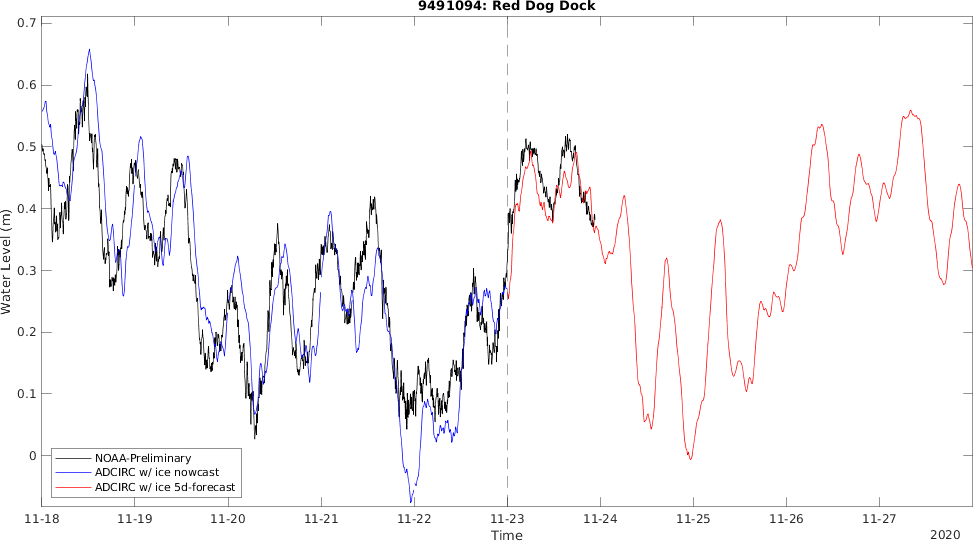 9491094: Red Dog Dock
0.7
0.6
0.5
0.4
0.3
0.2
0.1
0
Water Level (m)
NOAA-Preliminary
ADCIRC w/ ice nowcast
ADCIRC w/ ice 5d-forecast
11-18 11-19 11-20 11-21 11-22 11-23 11-24 11-25 11-26 11-27
Time
2020